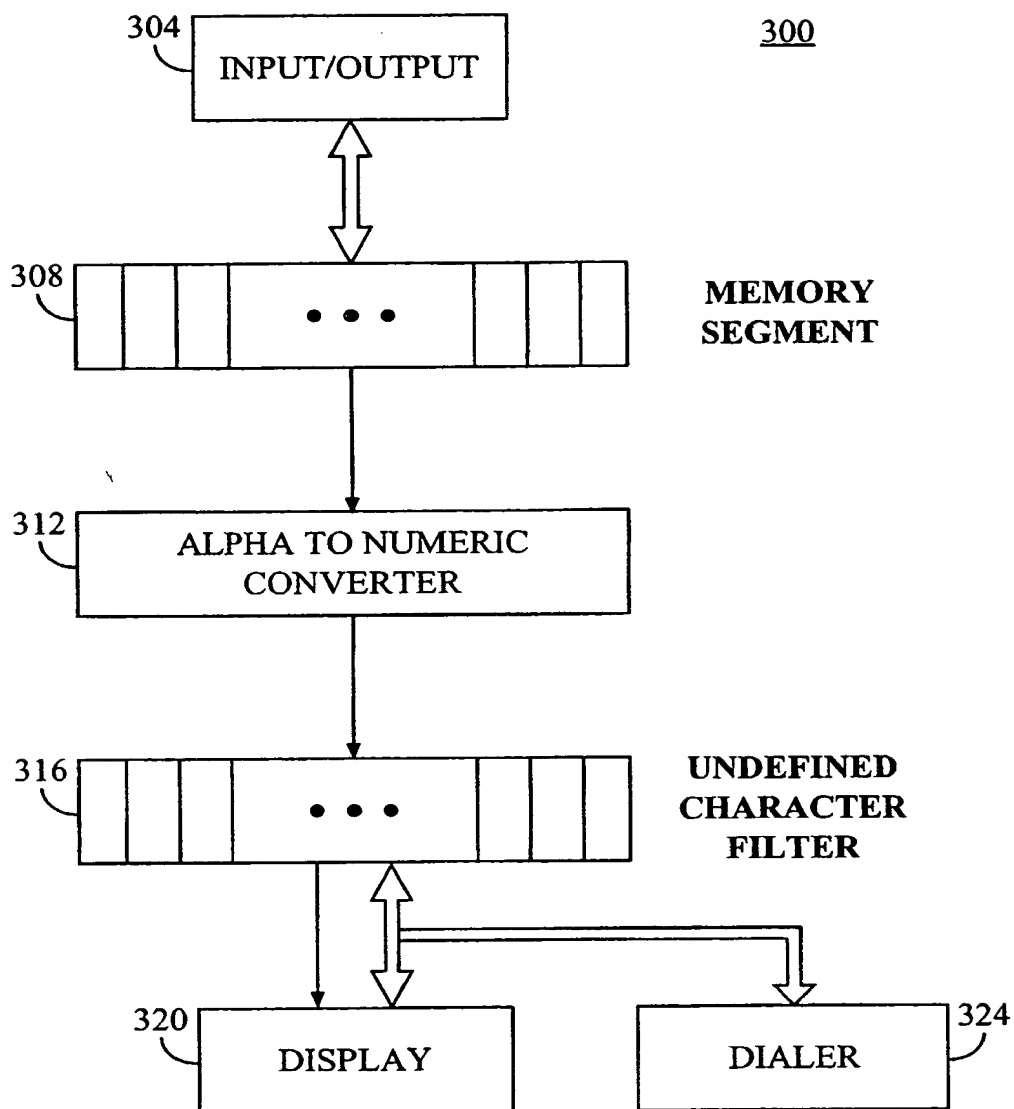 304
300
INPUT/OUTPUT
308
MEMORY
SEGMENT
312
ALPHA TO NUMERIC
CONVERTER
316
UNDEFINED
CHARACTER
FILTER
320
DISPLAY
324
DIALER